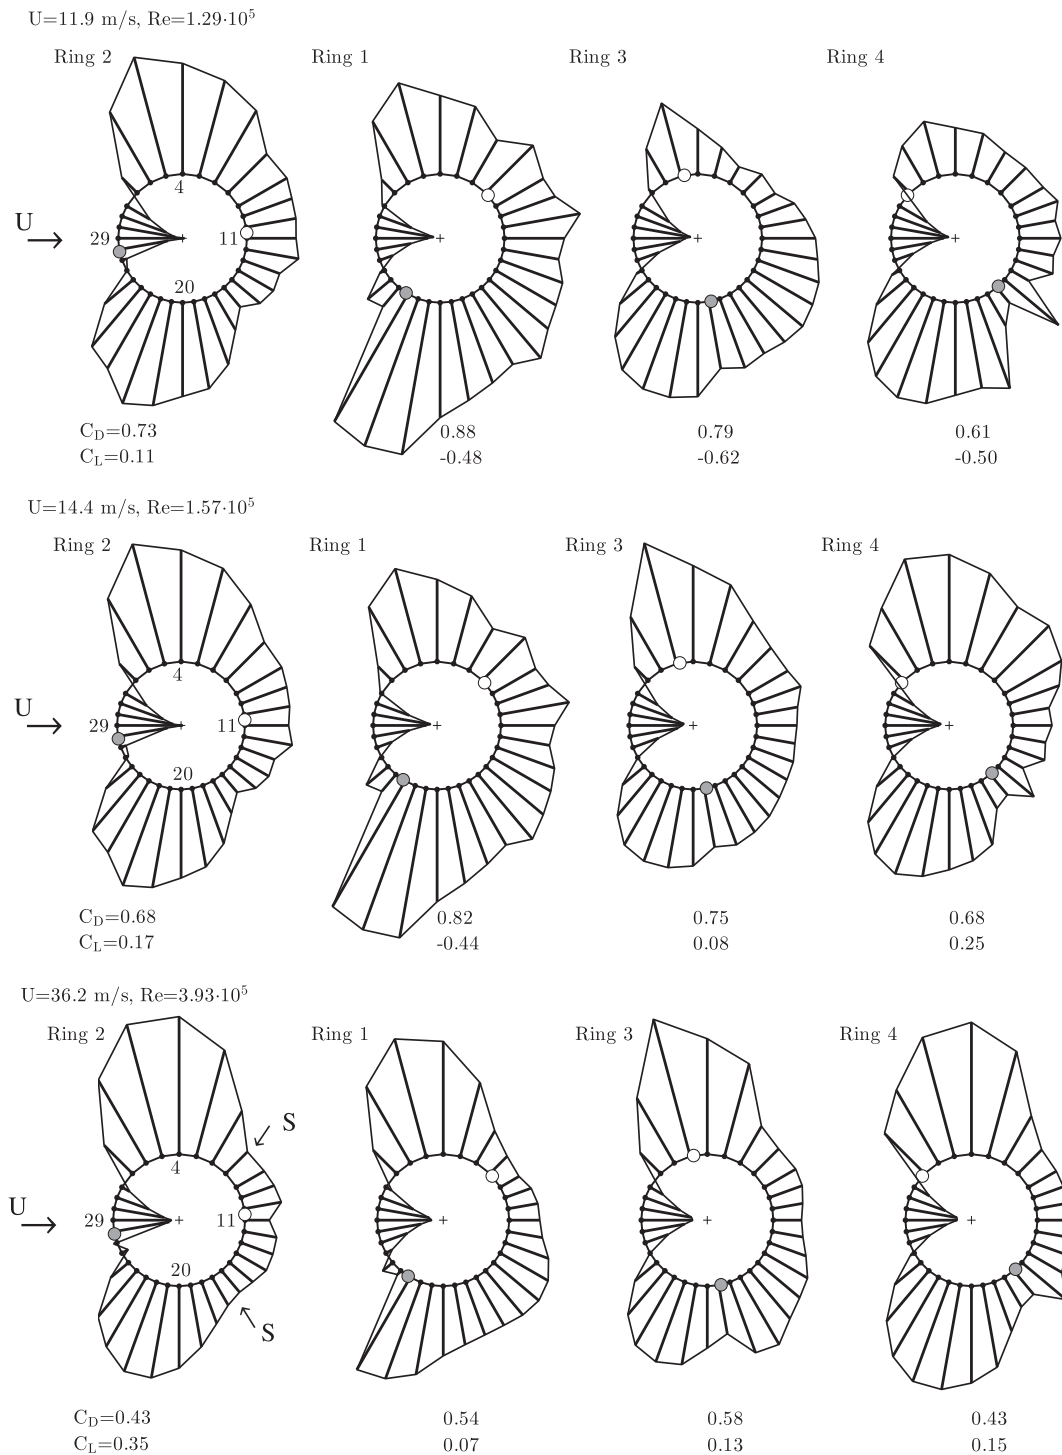 U=11.9 m/s, Re=1.29·10⁵
Ring 2 Ring 1 Ring 3 Ring 4
4
U
29 11
20
C_D=0.73 0.88 0.79 0.61
C_L=0.11 -0.48 -0.62 -0.50
U=14.4 m/s, Re=1.57·10⁵
Ring 2 Ring 1 Ring 3 Ring 4
4
U
29 11
20
C_D=0.68 0.82 0.75 0.68
C_L=0.17 -0.44 0.08 0.25
U=36.2 m/s, Re=3.93·10⁵
Ring 2 Ring 1 Ring 3 Ring 4
S
4
U
29 11
20
S
C_D=0.43 0.54 0.58 0.43
C_L=0.35 0.07 0.13 0.15